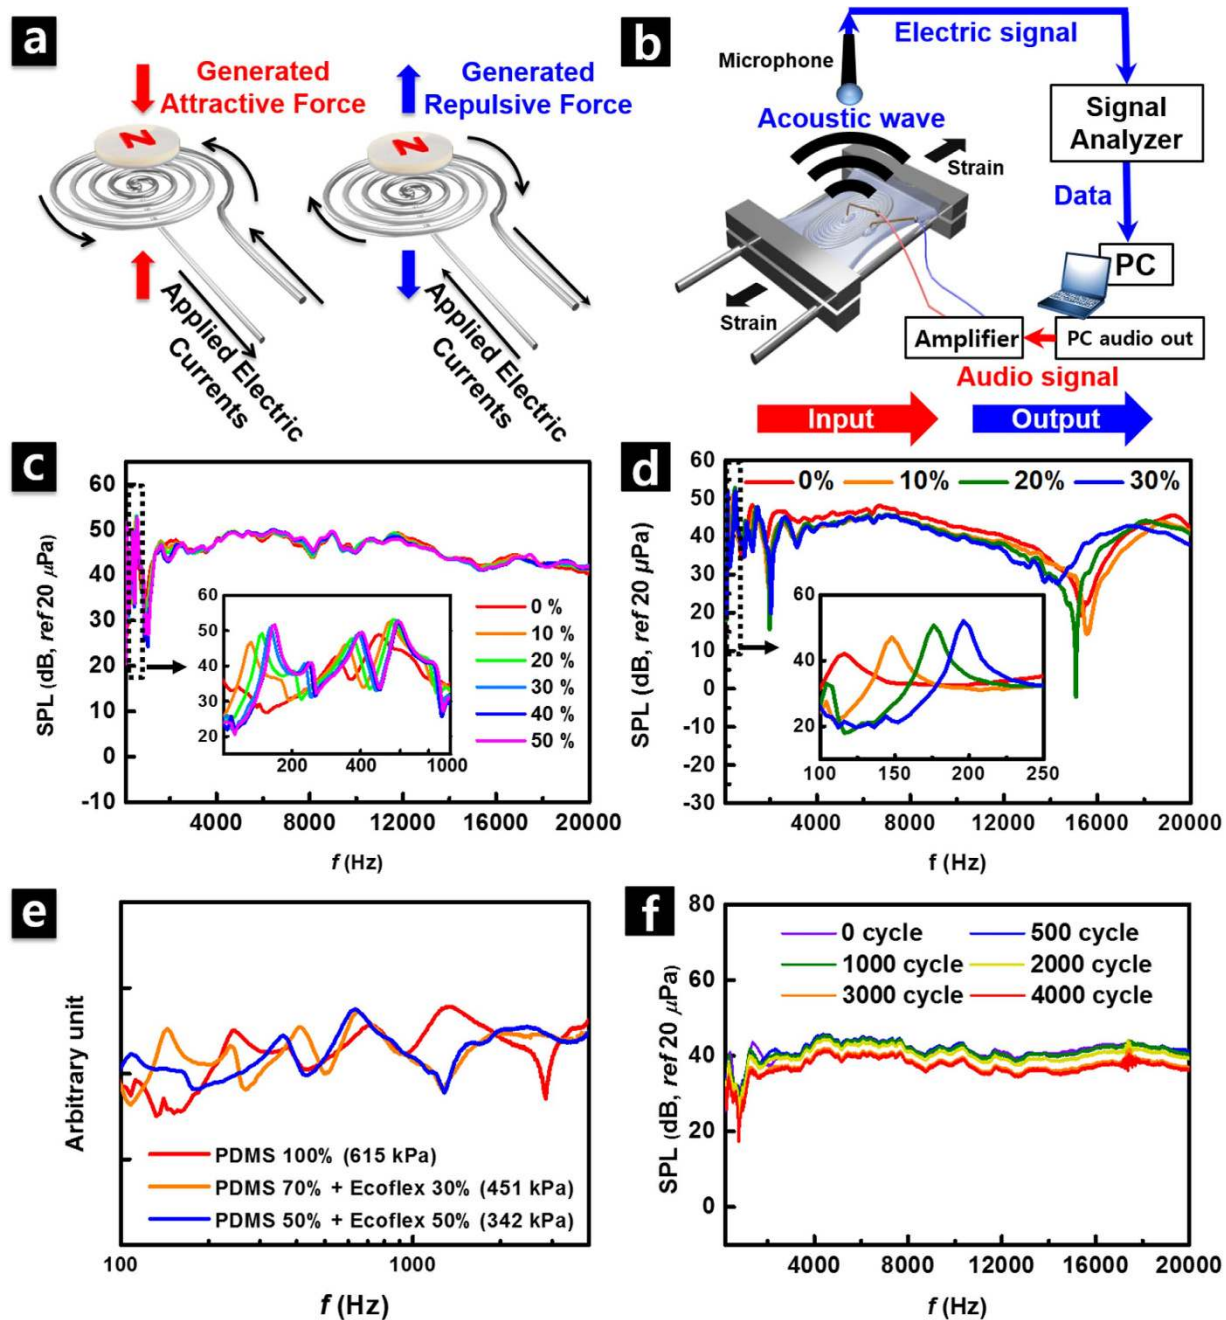 a
Generated
Attractive Force
Generated
Repulsive Force
N
N
Applied Electric
Currents
Applied Electric
Currents
b
Electric signal
Microphone
Acoustic wave
Strain
Signal
Analyzer
Data
PC
Strain
Amplifier
PC audio out
Audio signal
Input
Output
c
SPL (dB, ref 20 µPa)
60
50
40
30
20
10
0
-10
4000 8000 12000 16000 20000
f (Hz)
60
50
40
30
20
200 400 1000
0 %
10 %
20 %
30 %
40 %
50 %
d
SPL (dB, ref 20 µPa)
60
50
40
30
20
10
0
-10
-20
-30
4000 8000 12000 16000 20000
f (Hz)
0% 10% 20% 30%
40
20
100 150 200 250
e
Arbitrary unit
PDMS 100% (615 kPa)
PDMS 70% + Ecoflex 30% (451 kPa)
PDMS 50% + Ecoflex 50% (342 kPa)
100 1000
f (Hz)
f
SPL (dB, ref 20 µPa)
80
60
40
20
0
0 cycle 500 cycle
1000 cycle 2000 cycle
3000 cycle 4000 cycle
4000 8000 12000 16000 20000
f (Hz)